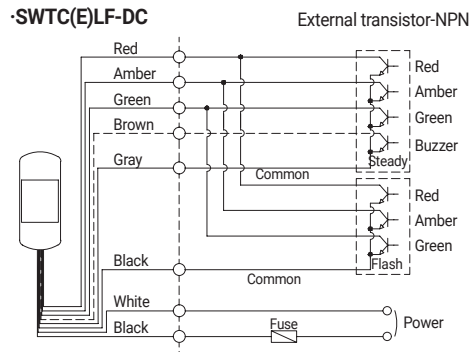 ·SWTC(E)LF-DC
External transistor-NPN
Red
Amber
Green
Brown
Gray
Common
Red
Amber
Green
Buzzer
Steady
Red
Amber
Green
Flash
Black
Common
White
Black
Fuse
Power